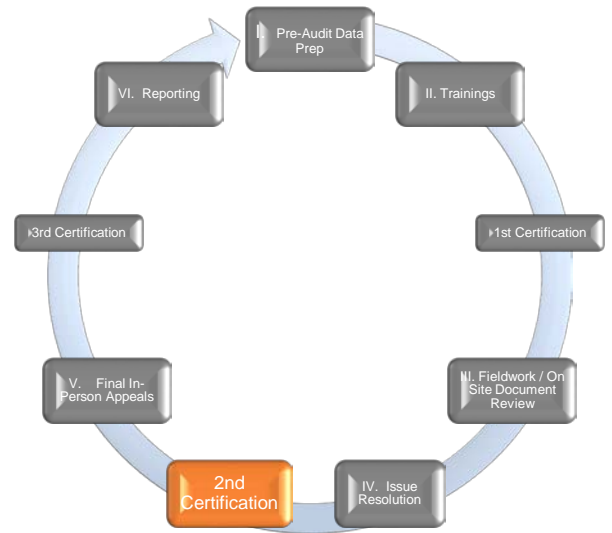 I. Pre-Audit Data
Prep
II. Trainings
1st Certification
III. Fieldwork / On
Site Document
Review
IV. Issue
Resolution
2nd
Certification
V. Final In-
Person Appeals
3rd Certification
VI. Reporting